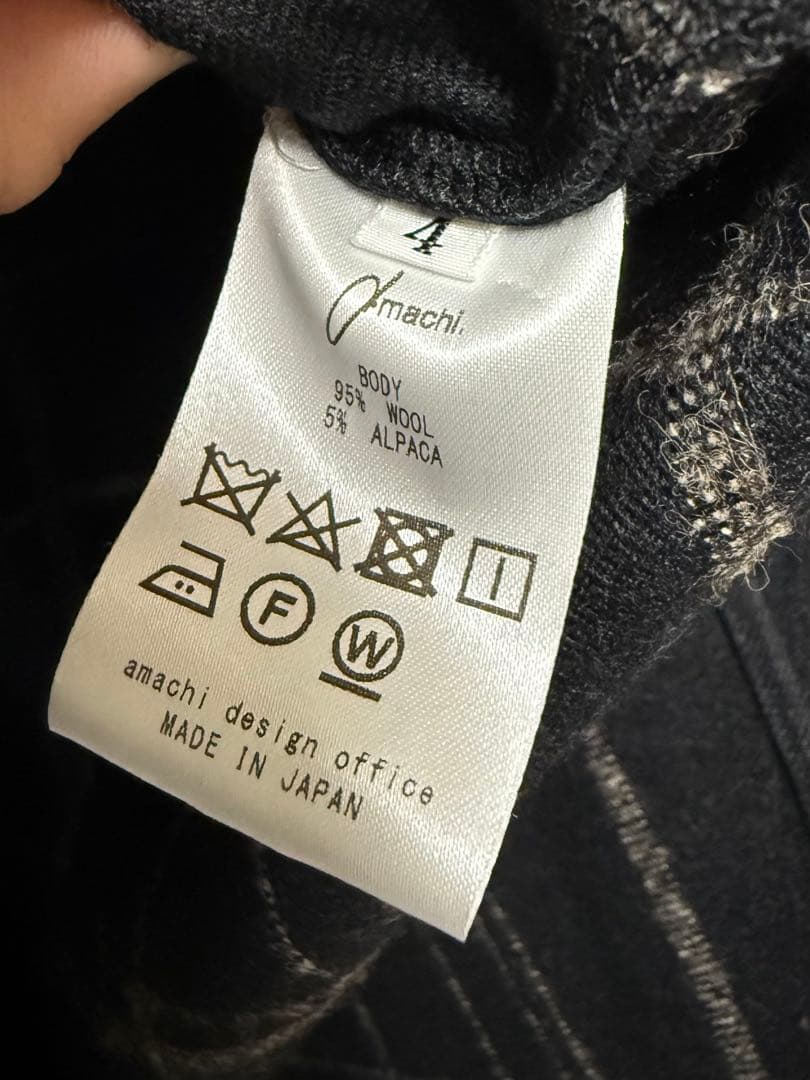 4
amachi.
BODY
95% WOOL
5% ALPACA
F
W
amachi design office
MADE IN JAPAN